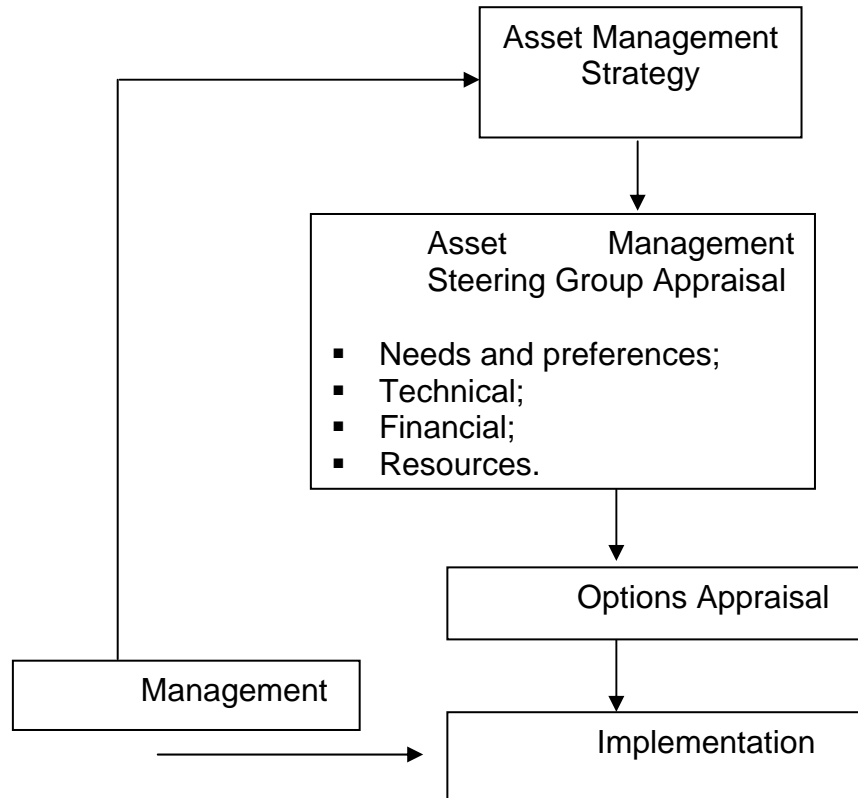 Asset Management
Strategy
Asset Management
Steering Group Appraisal
▪ Needs and preferences;
▪ Technical;
▪ Financial;
▪ Resources.
Options Appraisal
Management
Implementation